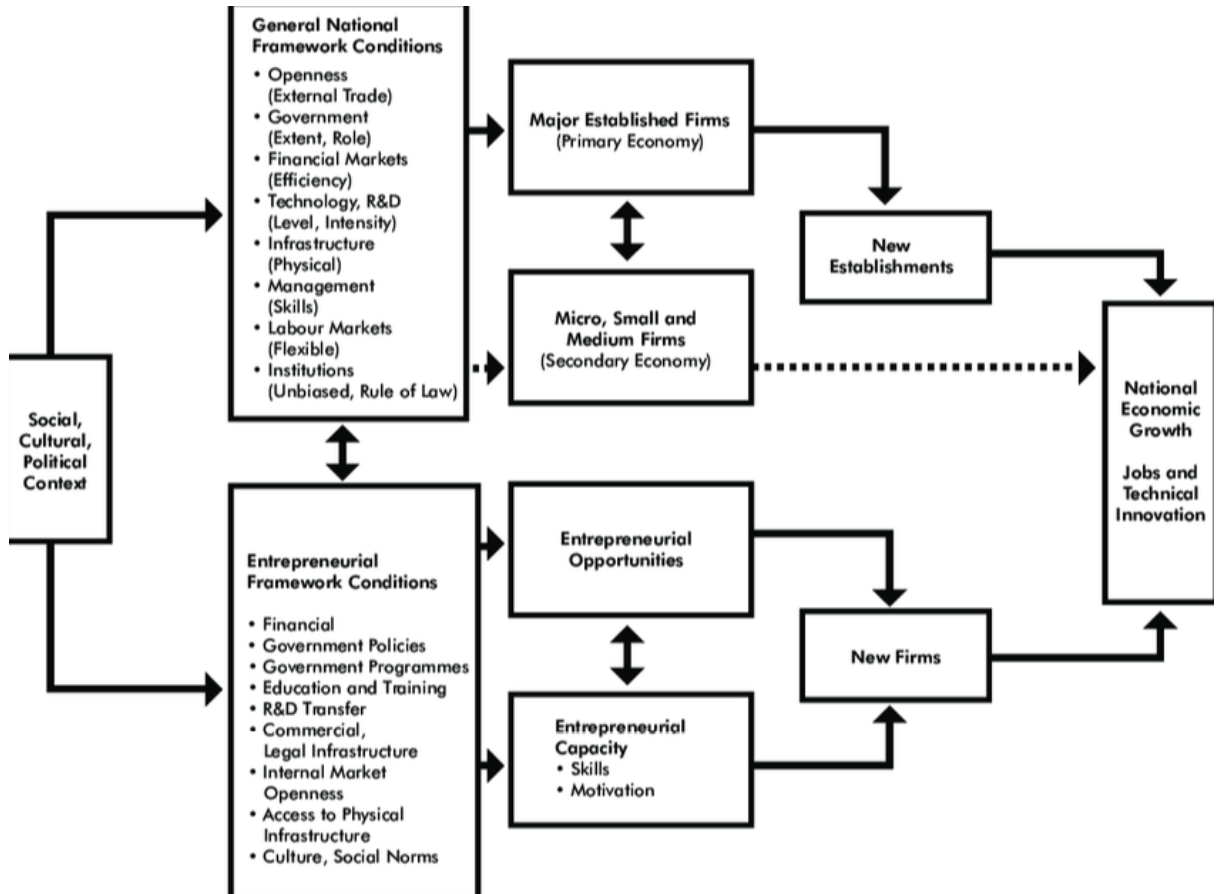 Social,
Cultural,
Political
Context
General National
Framework Conditions
• Openness
(External Trade)
• Government
(Extent, Role)
• Financial Markets
(Efficiency)
• Technology, R&D
(Level, Intensity)
• Infrastructure
(Physical)
• Management
(Skills)
• Labour Markets
(Flexible)
• Institutions
(Unbiased, Rule of Law)
Major Established Firms
(Primary Economy)
Micro, Small and
Medium Firms
(Secondary Economy)
New
Establishments
Entrepreneurial
Framework Conditions
• Financial
• Government Policies
• Government Programmes
• Education and Training
• R&D Transfer
• Commercial,
Legal Infrastructure
• Internal Market
Openness
• Access to Physical
Infrastructure
• Culture, Social Norms
Entrepreneurial
Opportunities
Entrepreneurial
Capacity
• Skills
• Motivation
New Firms
National
Economic
Growth
Jobs and
Technical
Innovation